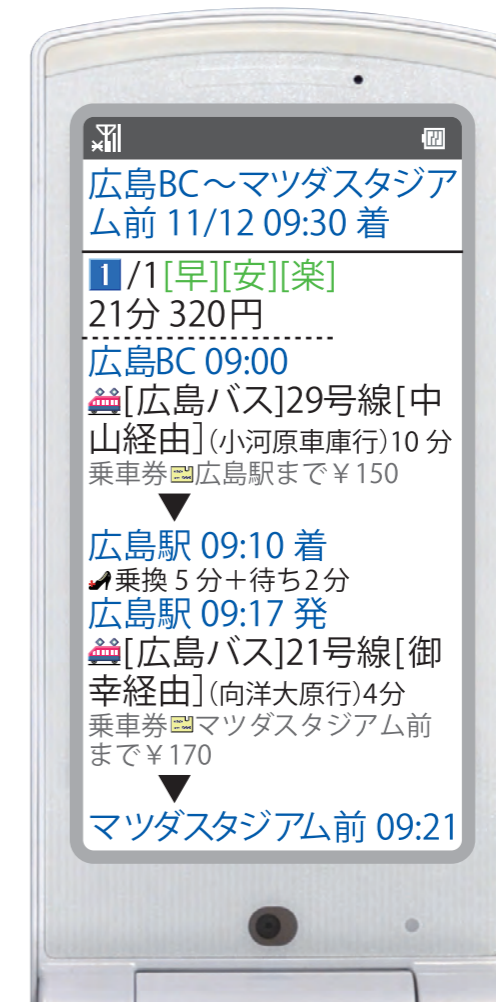 広島BC～マツダスタジア
ム前 11/12 09:30 着
1/1[早][安][楽]
21分 320円
広島BC 09:00
[広島バス]29号線[中
山経由](小河原車庫行)10 分
乗車券広島駅まで￥150
▼
広島駅 09:10 着
乗換 5 分＋待ち2分
広島駅 09:17 発
[広島バス]21号線[御
幸経由](向洋大原行)4分
乗車券マツダスタジアム前
まで￥170
▼
マツダスタジアム前 09:21